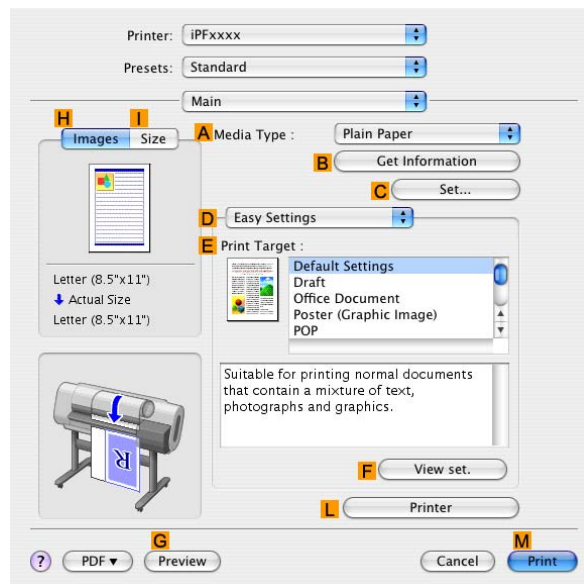 Printer: iPFxxxx
Presets: Standard
Main
H I
Images Size
A Media Type : Plain Paper
B Get Information
C Set...
D Easy Settings
E Print Target :
Default Settings
Draft
Office Document
Poster (Graphic Image)
POP
Letter (8.5"x11")
Actual Size
Letter (8.5"x11")
Suitable for printing normal documents
that contain a mixture of text,
photographs and graphics.
R
F View set.
L Printer
G M
? PDF Preview Cancel Print